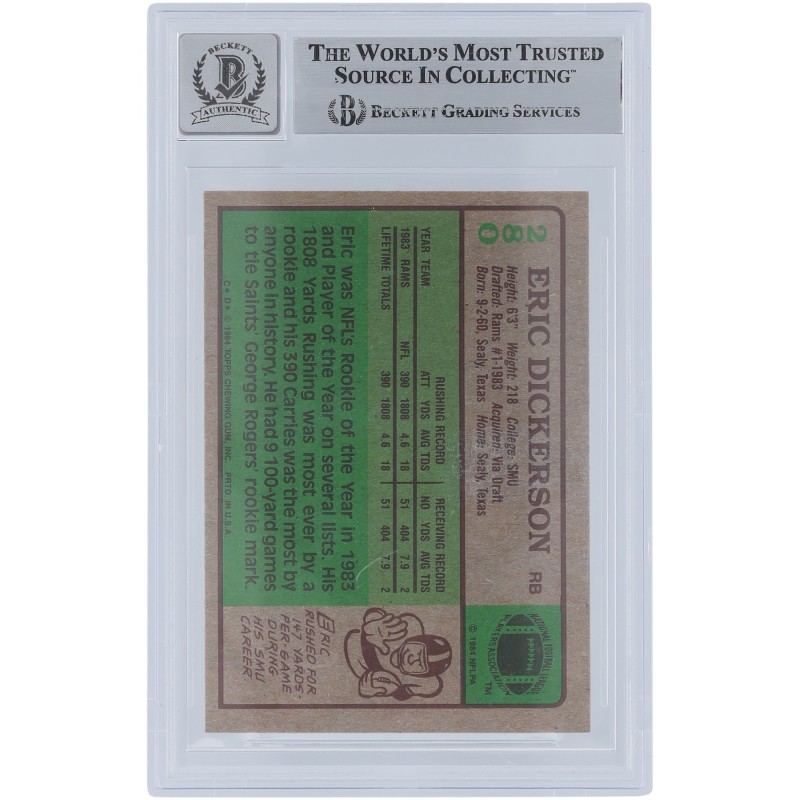 BECKETT
B
AUTHENTIC
THE WORLD'S MOST TRUSTED
SOURCE IN COLLECTING™
B BECKETT GRADING SERVICES
280
ERIC DICKERSON RB
Height: 6'3" Weight: 218 College: SMU
Drafted: Rams #1-1983 Acquired: Via Draft
Born: 9-2-60, Sealy, Texas Home: Sealy, Texas
NATIONAL FOOTBALL LEAGUE
PLAYERS ASSOCIATION
TM
© 1984 NFLPA
RUSHING RECORD RECEIVING RECORD
YEAR TEAM ATT YDS AVG TDS NO YDS AVG TDS
1983 RAMS NFL 390 1808 4.6 18 51 404 7.9 2
LIFETIME TOTALS 390 1808 4.6 18 51 404 7.9 2
Eric was NFL's Rookie of the Year in 1983
and Player of the Year on several lists. His
1808 Yards Rushing was most ever by a
rookie and his 390 Carries was the most by
anyone in history. He had 9 100-yard games
to tie Saints' George Rogers' rookie mark.
C* D* © 1984 TOPPS CHEWING GUM, INC. PRTD. IN U.S.A.
ERIC
RUSHED FOR
147 YARDS-
PER-GAME
DURING
HIS SMU
CAREER.